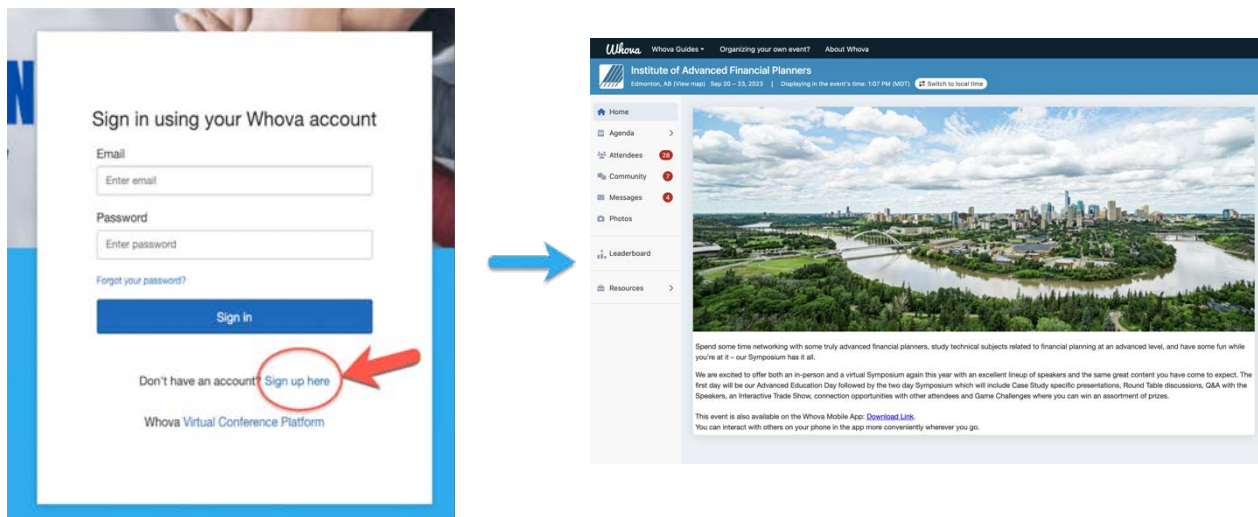 Sign in using your Whova account
Email
Enter email
Password
Enter password
Forgot your password?
Sign in
Don't have an account? Sign up here
Whova Virtual Conference Platform
Whova Whova Guides Organizing your own event? About Whova
Institute of Advanced Financial Planners
Edmonton, AB (View map) Sep 20 – 23, 2023 | Displaying in the event's time: 1:07 PM (MDT) Switch to local time
Home
Agenda
Attendees 28
Community 7
Messages 4
Photos
Leaderboard
Resources
Spend some time networking with some truly advanced financial planners, study technical subjects related to financial planning at an advanced level, and have some fun while
you're at it – our Symposium has it all.
We are excited to offer both an in-person and a virtual Symposium again this year with an excellent lineup of speakers and the same great content you have come to expect. The
first day will be our Advanced Education Day followed by the two day Symposium which will include Case Study specific presentations, Round Table discussions, Q&A with the
Speakers, an Interactive Trade Show, connection opportunities with other attendees and Game Challenges where you can win an assortment of prizes.
This event is also available on the Whova Mobile App: Download Link.
You can interact with others on your phone in the app more conveniently wherever you go.